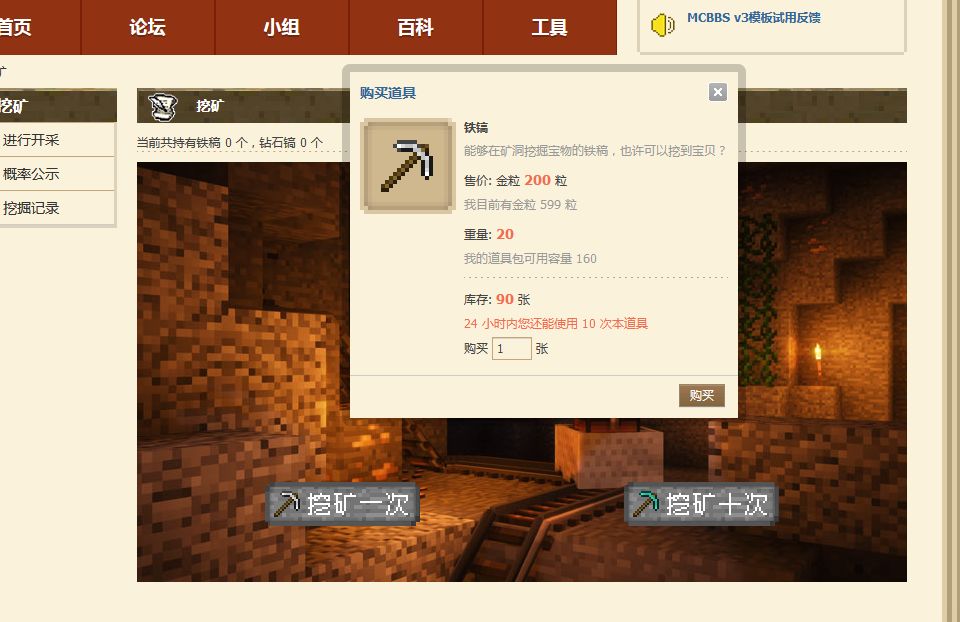 首页
论坛
小组
百科
工具
MCBBS v3模板试用反馈
矿
挖矿
进行开采
概率公示
挖掘记录
挖矿
当前共持有铁稿 0 个，钻石镐 0 个
购买道具
铁镐
能够在矿洞挖掘宝物的铁稿，也许可以挖到宝贝？
售价: 金粒 200 粒
我目前有金粒 599 粒
重量: 20
我的道具包可用容量 160
库存: 90 张
24 小时内您还能使用 10 次本道具
购买 1 张
购买
挖矿一次
挖矿十次